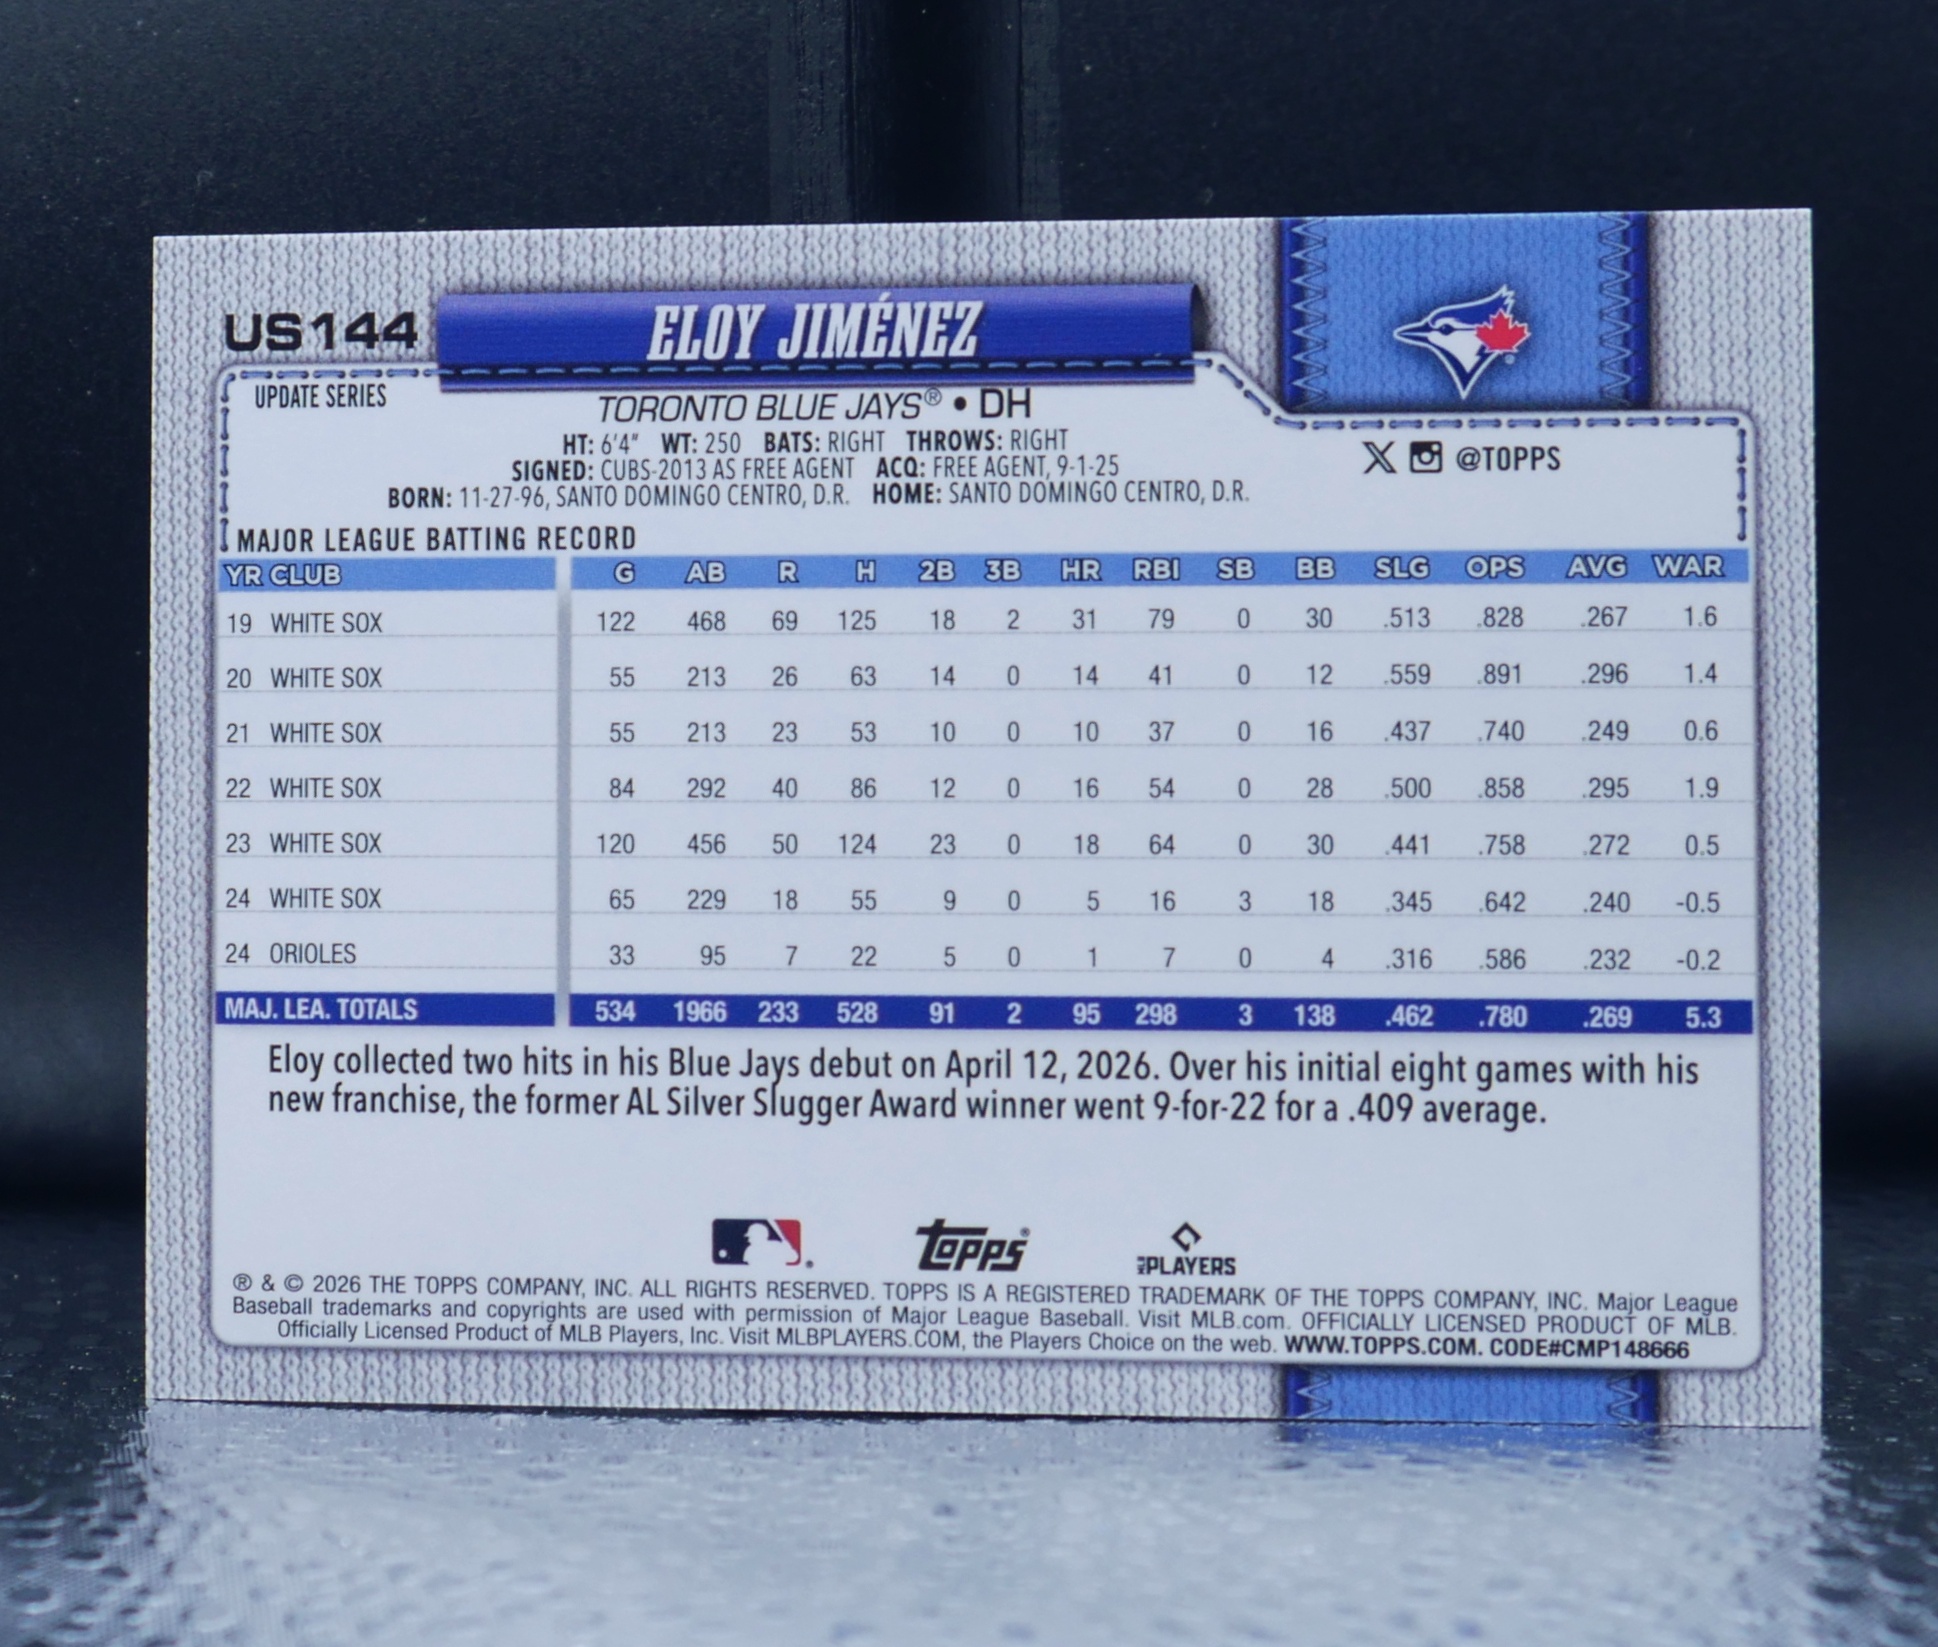 US144
ELOY JIMÉNEZ
UPDATE SERIES
TORONTO BLUE JAYS® • DH
HT: 6'4" WT: 250 BATS: RIGHT THROWS: RIGHT
SIGNED: CUBS-2013 AS FREE AGENT ACQ: FREE AGENT, 9-1-25
BORN: 11-27-96, SANTO DOMINGO CENTRO, D.R. HOME: SANTO DOMINGO CENTRO, D.R.
@TOPPS
MAJOR LEAGUE BATTING RECORD
YR CLUB G AB R H 2B 3B HR RBI SB BB SLG OPS AVG WAR
19 WHITE SOX 122 468 69 125 18 2 31 79 0 30 .513 .828 .267 1.6
20 WHITE SOX 55 213 26 63 14 0 14 41 0 12 .559 .891 .296 1.4
21 WHITE SOX 55 213 23 53 10 0 10 37 0 16 .437 .740 .249 0.6
22 WHITE SOX 84 292 40 86 12 0 16 54 0 28 .500 .858 .295 1.9
23 WHITE SOX 120 456 50 124 23 0 18 64 0 30 .441 .758 .272 0.5
24 WHITE SOX 65 229 18 55 9 0 5 16 3 18 .345 .642 .240 -0.5
24 ORIOLES 33 95 7 22 5 0 1 7 0 4 .316 .586 .232 -0.2
MAJ. LEA. TOTALS 534 1966 233 528 91 2 95 298 3 138 .462 .780 .269 5.3
Eloy collected two hits in his Blue Jays debut on April 12, 2026. Over his initial eight games with his
new franchise, the former AL Silver Slugger Award winner went 9-for-22 for a .409 average.
Topps®
MLB PLAYERS
® & © 2026 THE TOPPS COMPANY, INC. ALL RIGHTS RESERVED. TOPPS IS A REGISTERED TRADEMARK OF THE TOPPS COMPANY, INC. Major League
Baseball trademarks and copyrights are used with permission of Major League Baseball. Visit MLB.com. OFFICIALLY LICENSED PRODUCT OF MLB.
Officially Licensed Product of MLB Players, Inc. Visit MLBPLAYERS.COM, the Players Choice on the web. WWW.TOPPS.COM. CODE#CMP148666